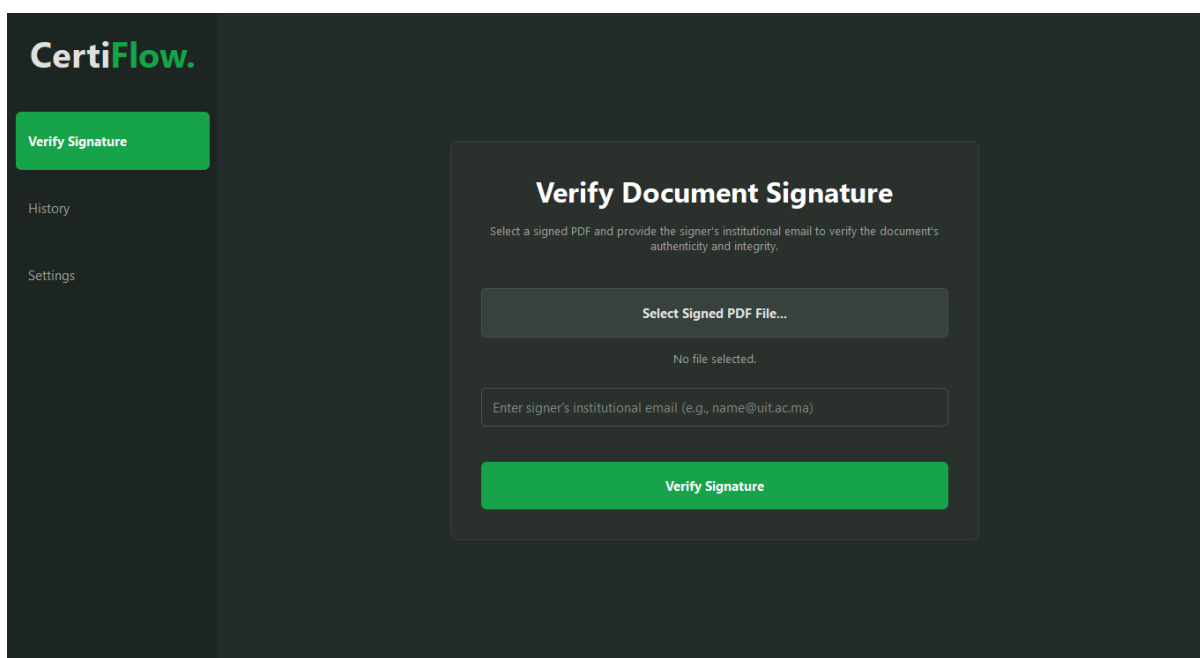 CertiFlow.
Verify Signature
History
Settings
Verify Document Signature
Select a signed PDF and provide the signer's institutional email to verify the document's
authenticity and integrity.
Select Signed PDF File...
No file selected.
Enter signer's institutional email (e.g., name@uit.ac.ma)
Verify Signature